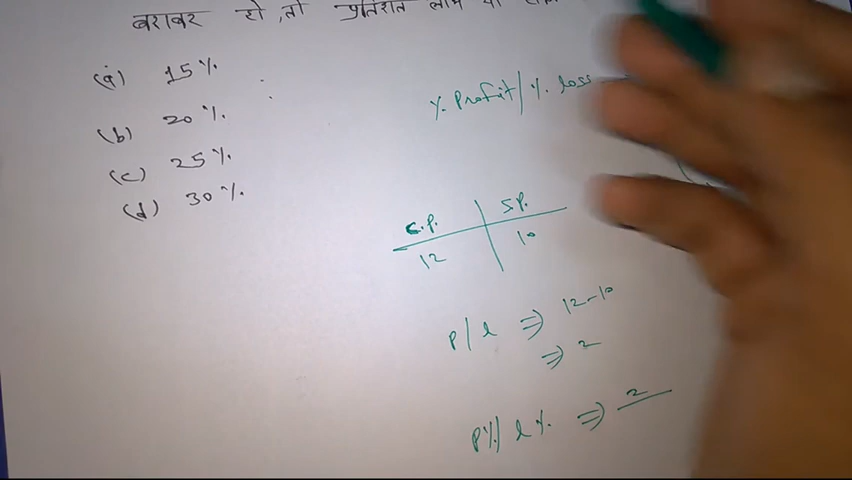 बराबर हो ,तो प्रतिशत लाभ या
(a) 15%
(b) 20%.
(c) 25%
(d) 30%.
%. Profit/%. loss
C.P. S.P.
12 10
P/l ⇒ 12-10
⇒ 2
P%/l%. ⇒ 2